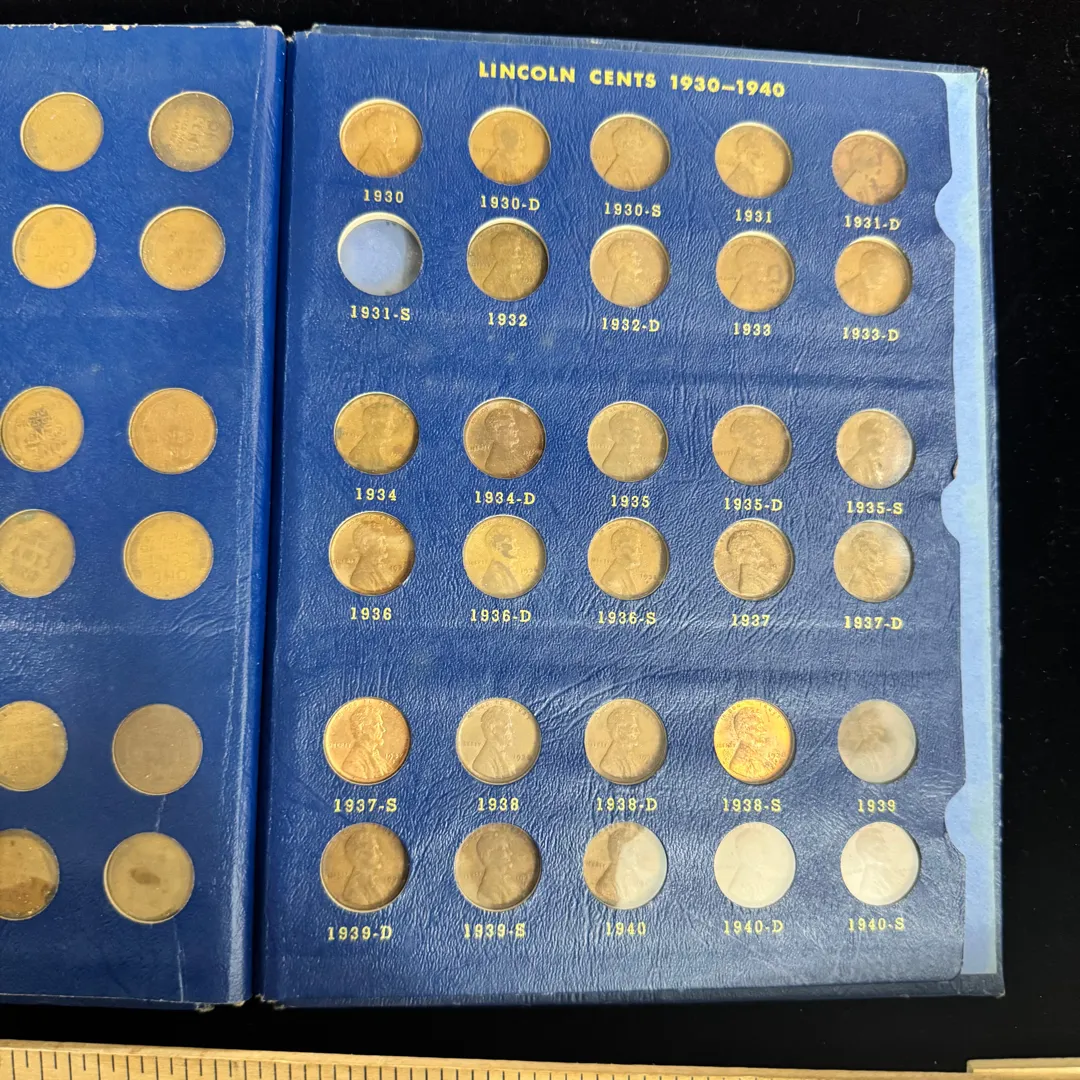 LINCOLN CENTS 1930–1940
1930 1930-D 1930-S 1931 1931-D
1931-S 1932 1932-D 1933 1933-D
1934 1934-D 1935 1935-D 1935-S
1936 1936-D 1936-S 1937 1937-D
1937-S 1938 1938-D 1938-S 1939
1939-D 1939-S 1940 1940-D 1940-S